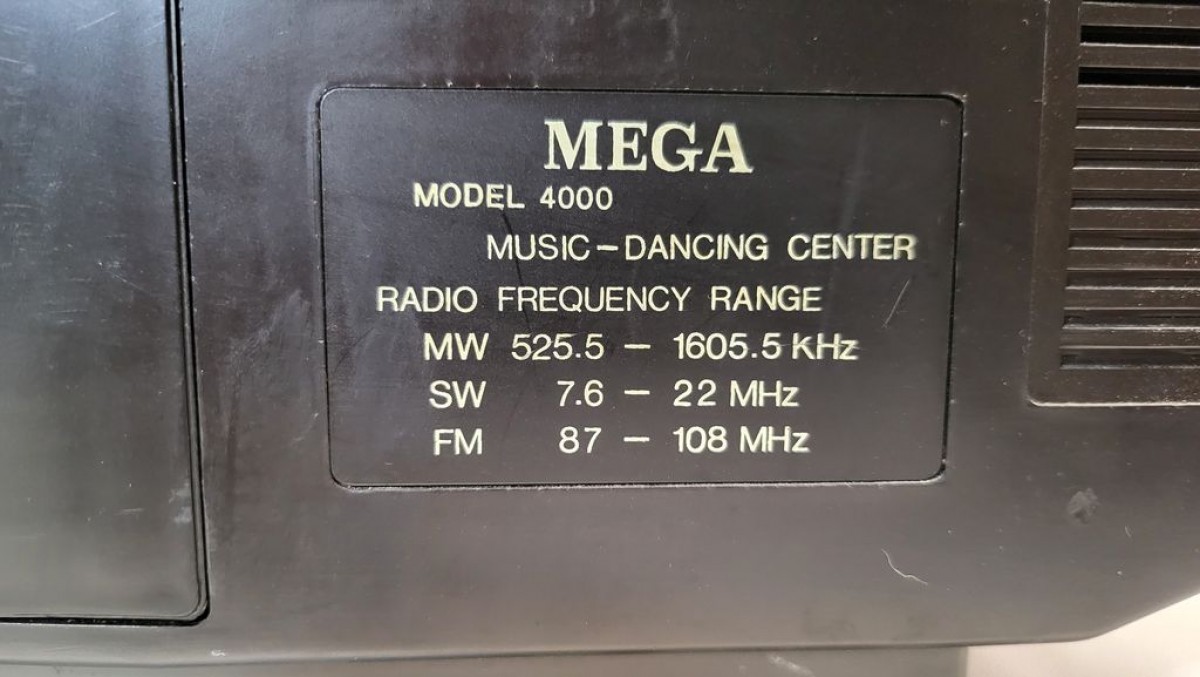 MEGA
MODEL 4000
MUSIC-DANCING CENTER
RADIO FREQUENCY RANGE
MW 525.5 - 1605.5 KHz
SW 7.6 - 22 MHz
FM 87 - 108 MHz